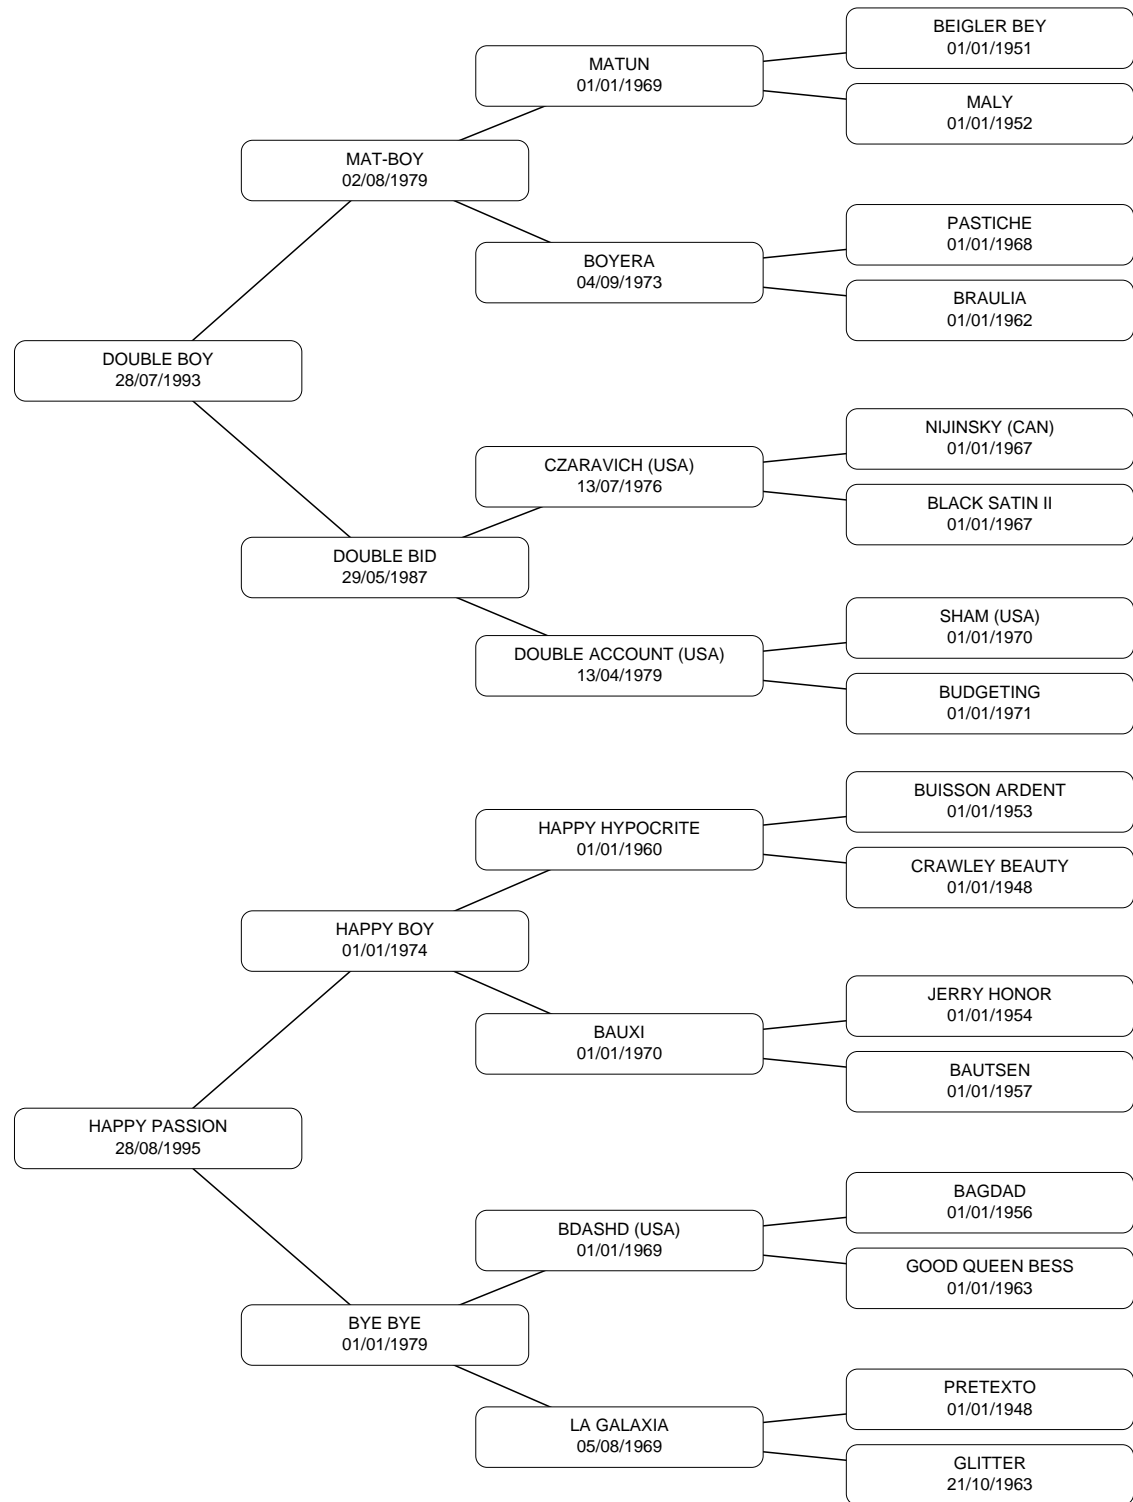 BEIGLER BEY
01/01/1951
MATUN
01/01/1969
MALY
01/01/1952
MAT-BOY
02/08/1979
PASTICHE
01/01/1968
BOYERA
04/09/1973
BRAULIA
01/01/1962
DOUBLE BOY
28/07/1993
NIJINSKY (CAN)
01/01/1967
CZARAVICH (USA)
13/07/1976
BLACK SATIN II
01/01/1967
DOUBLE BID
29/05/1987
SHAM (USA)
01/01/1970
DOUBLE ACCOUNT (USA)
13/04/1979
BUDGETING
01/01/1971
BUISSON ARDENT
01/01/1953
HAPPY HYPOCRITE
01/01/1960
CRAWLEY BEAUTY
01/01/1948
HAPPY BOY
01/01/1974
JERRY HONOR
01/01/1954
BAUXI
01/01/1970
BAUTSEN
01/01/1957
HAPPY PASSION
28/08/1995
BAGDAD
01/01/1956
BDASHD (USA)
01/01/1969
GOOD QUEEN BESS
01/01/1963
BYE BYE
01/01/1979
PRETEXTO
01/01/1948
LA GALAXIA
05/08/1969
GLITTER
21/10/1963